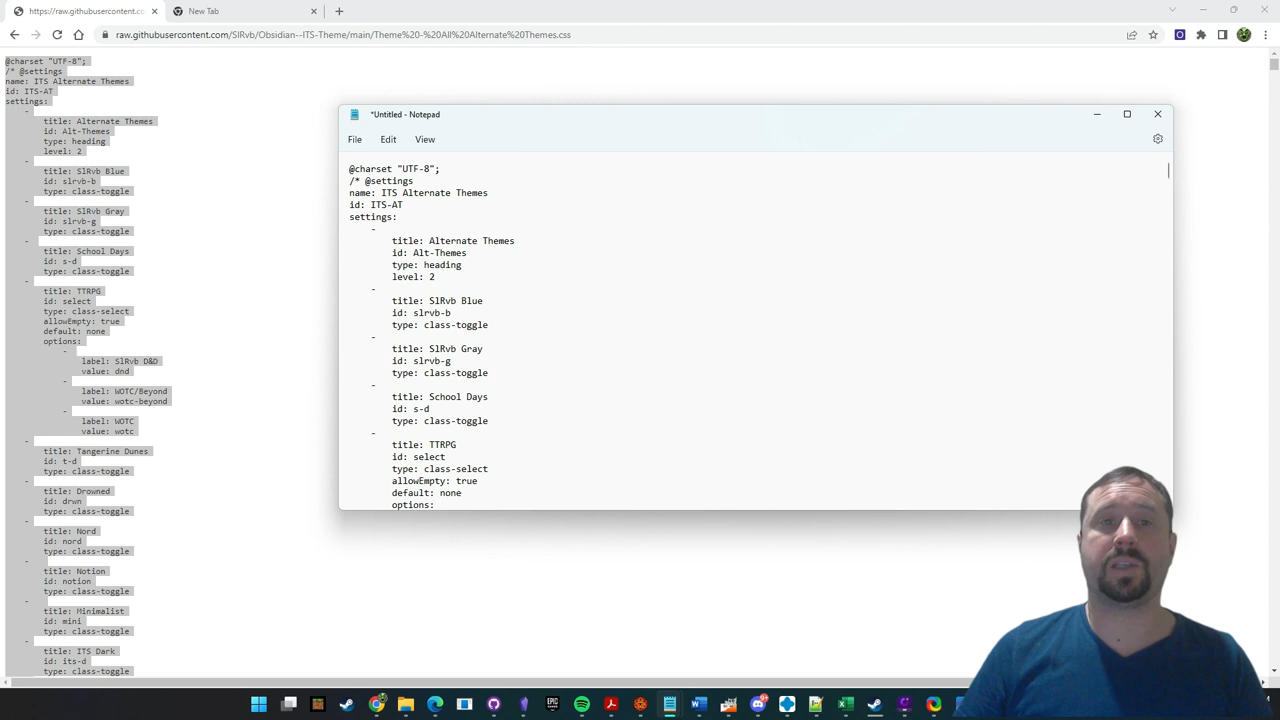 https://raw.githubusercontent.co
New Tab
raw.githubusercontent.com/SlRvb/Obsidian--ITS-Theme/main/Theme%20-%20All%20Alternate%20Themes.css
@charset "UTF-8";
/* @settings
name: ITS Alternate Themes
id: ITS-AT
settings:
-
title: Alternate Themes
id: Alt-Themes
type: heading
level: 2
-
title: SlRvb Blue
id: slrvb-b
type: class-toggle
-
title: SlRvb Gray
id: slrvb-g
type: class-toggle
-
title: School Days
id: s-d
type: class-toggle
-
title: TTRPG
id: select
type: class-select
allowEmpty: true
default: none
options:
-
label: SlRvb D&D
value: dnd
-
label: WOTC/Beyond
value: wotc-beyond
-
label: WOTC
value: wotc
-
title: Tangerine Dunes
id: t-d
type: class-toggle
-
title: Drowned
id: drwn
type: class-toggle
-
title: Nord
id: nord
type: class-toggle
-
title: Notion
id: notion
type: class-toggle
-
title: Minimalist
id: mini
type: class-toggle
-
title: ITS Dark
id: its-d
type: class-toggle
*Untitled - Notepad
File Edit View
@charset "UTF-8";
/* @settings
name: ITS Alternate Themes
id: ITS-AT
settings:
-
title: Alternate Themes
id: Alt-Themes
type: heading
level: 2
-
title: SlRvb Blue
id: slrvb-b
type: class-toggle
-
title: SlRvb Gray
id: slrvb-g
type: class-toggle
-
title: School Days
id: s-d
type: class-toggle
-
title: TTRPG
id: select
type: class-select
allowEmpty: true
default: none
options:
EPIC
GAMES